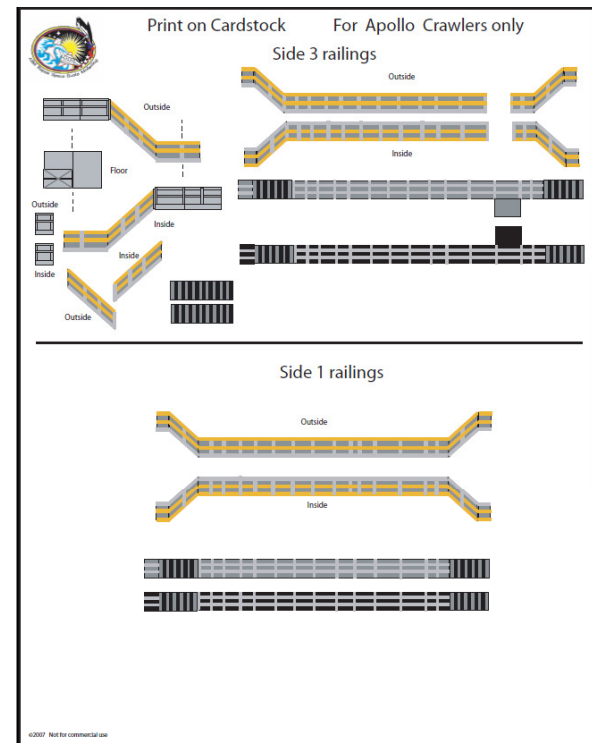 Print on Cardstock For Apollo Crawlers only
Side 3 railings
Outside
Outside
Inside
Floor
Outside
Inside
Inside
Inside
Outside
Side 1 railings
Outside
Inside
©2007 Not for commercial use